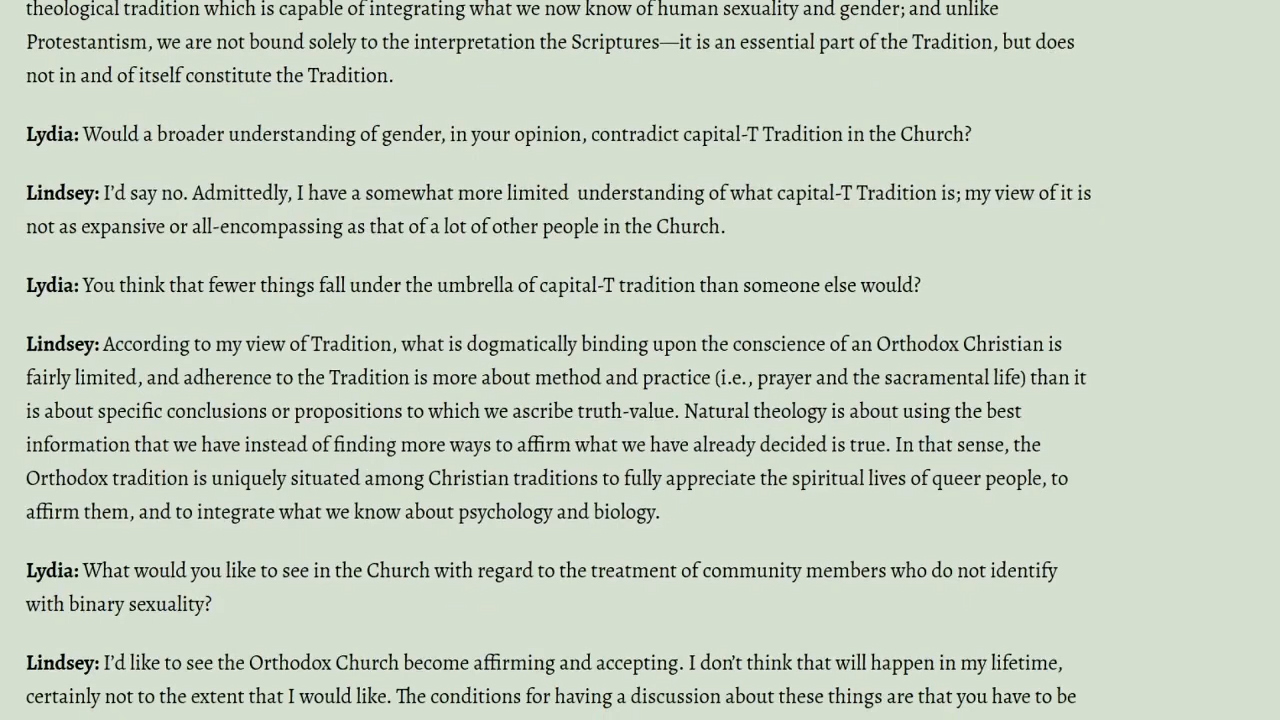 theological tradition which is capable of integrating what we now know of human sexuality and gender; and unlike
Protestantism, we are not bound solely to the interpretation the Scriptures—it is an essential part of the Tradition, but does
not in and of itself constitute the Tradition.
Lydia: Would a broader understanding of gender, in your opinion, contradict capital-T Tradition in the Church?
Lindsey: I’d say no. Admittedly, I have a somewhat more limited understanding of what capital-T Tradition is; my view of it is
not as expansive or all-encompassing as that of a lot of other people in the Church.
Lydia: You think that fewer things fall under the umbrella of capital-T tradition than someone else would?
Lindsey: According to my view of Tradition, what is dogmatically binding upon the conscience of an Orthodox Christian is
fairly limited, and adherence to the Tradition is more about method and practice (i.e., prayer and the sacramental life) than it
is about specific conclusions or propositions to which we ascribe truth-value. Natural theology is about using the best
information that we have instead of finding more ways to affirm what we have already decided is true. In that sense, the
Orthodox tradition is uniquely situated among Christian traditions to fully appreciate the spiritual lives of queer people, to
affirm them, and to integrate what we know about psychology and biology.
Lydia: What would you like to see in the Church with regard to the treatment of community members who do not identify
with binary sexuality?
Lindsey: I’d like to see the Orthodox Church become affirming and accepting. I don’t think that will happen in my lifetime,
certainly not to the extent that I would like. The conditions for having a discussion about these things are that you have to be